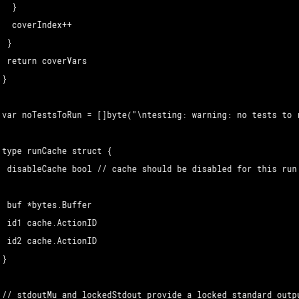 }
coverIndex++
}
return coverVars
}
var noTestsToRun = []byte("\ntesting: warning: no tests to
type runCache struct {
disableCache bool // cache should be disabled for this run
buf *bytes.Buffer
id1 cache.ActionID
id2 cache.ActionID
}
// stdoutMu and lockedStdout provide a locked standard outpu